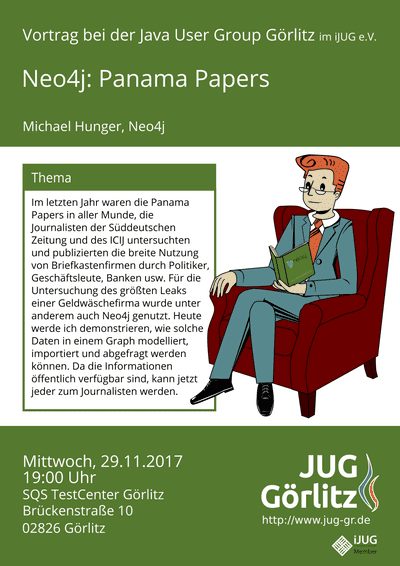 Vortrag bei der Java User Group Görlitz im iJUG e.V.
Neo4j: Panama Papers
Michael Hunger, Neo4j
Thema
Im letzten Jahr waren die Panama
Papers in aller Munde, die
Journalisten der Süddeutschen
Zeitung und des ICIJ untersuchten
und publizierten die breite Nutzung
von Briefkastenfirmen durch Politiker,
Geschäftsleute, Banken usw. Für die
Untersuchung des größten Leaks
einer Geldwäschefirma wurde unter
anderem auch Neo4j genutzt. Heute
werde ich demonstrieren, wie solche
Daten in einem Graph modelliert,
importiert und abgefragt werden
können. Da die Informationen
öffentlich verfügbar sind, kann jetzt
jeder zum Journalisten werden.
Mittwoch, 29.11.2017
19:00 Uhr
SQS TestCenter Görlitz
Brückenstraße 10
02826 Görlitz
JUG
Görlitz
http://www.jug-gr.de
iJUG
Member